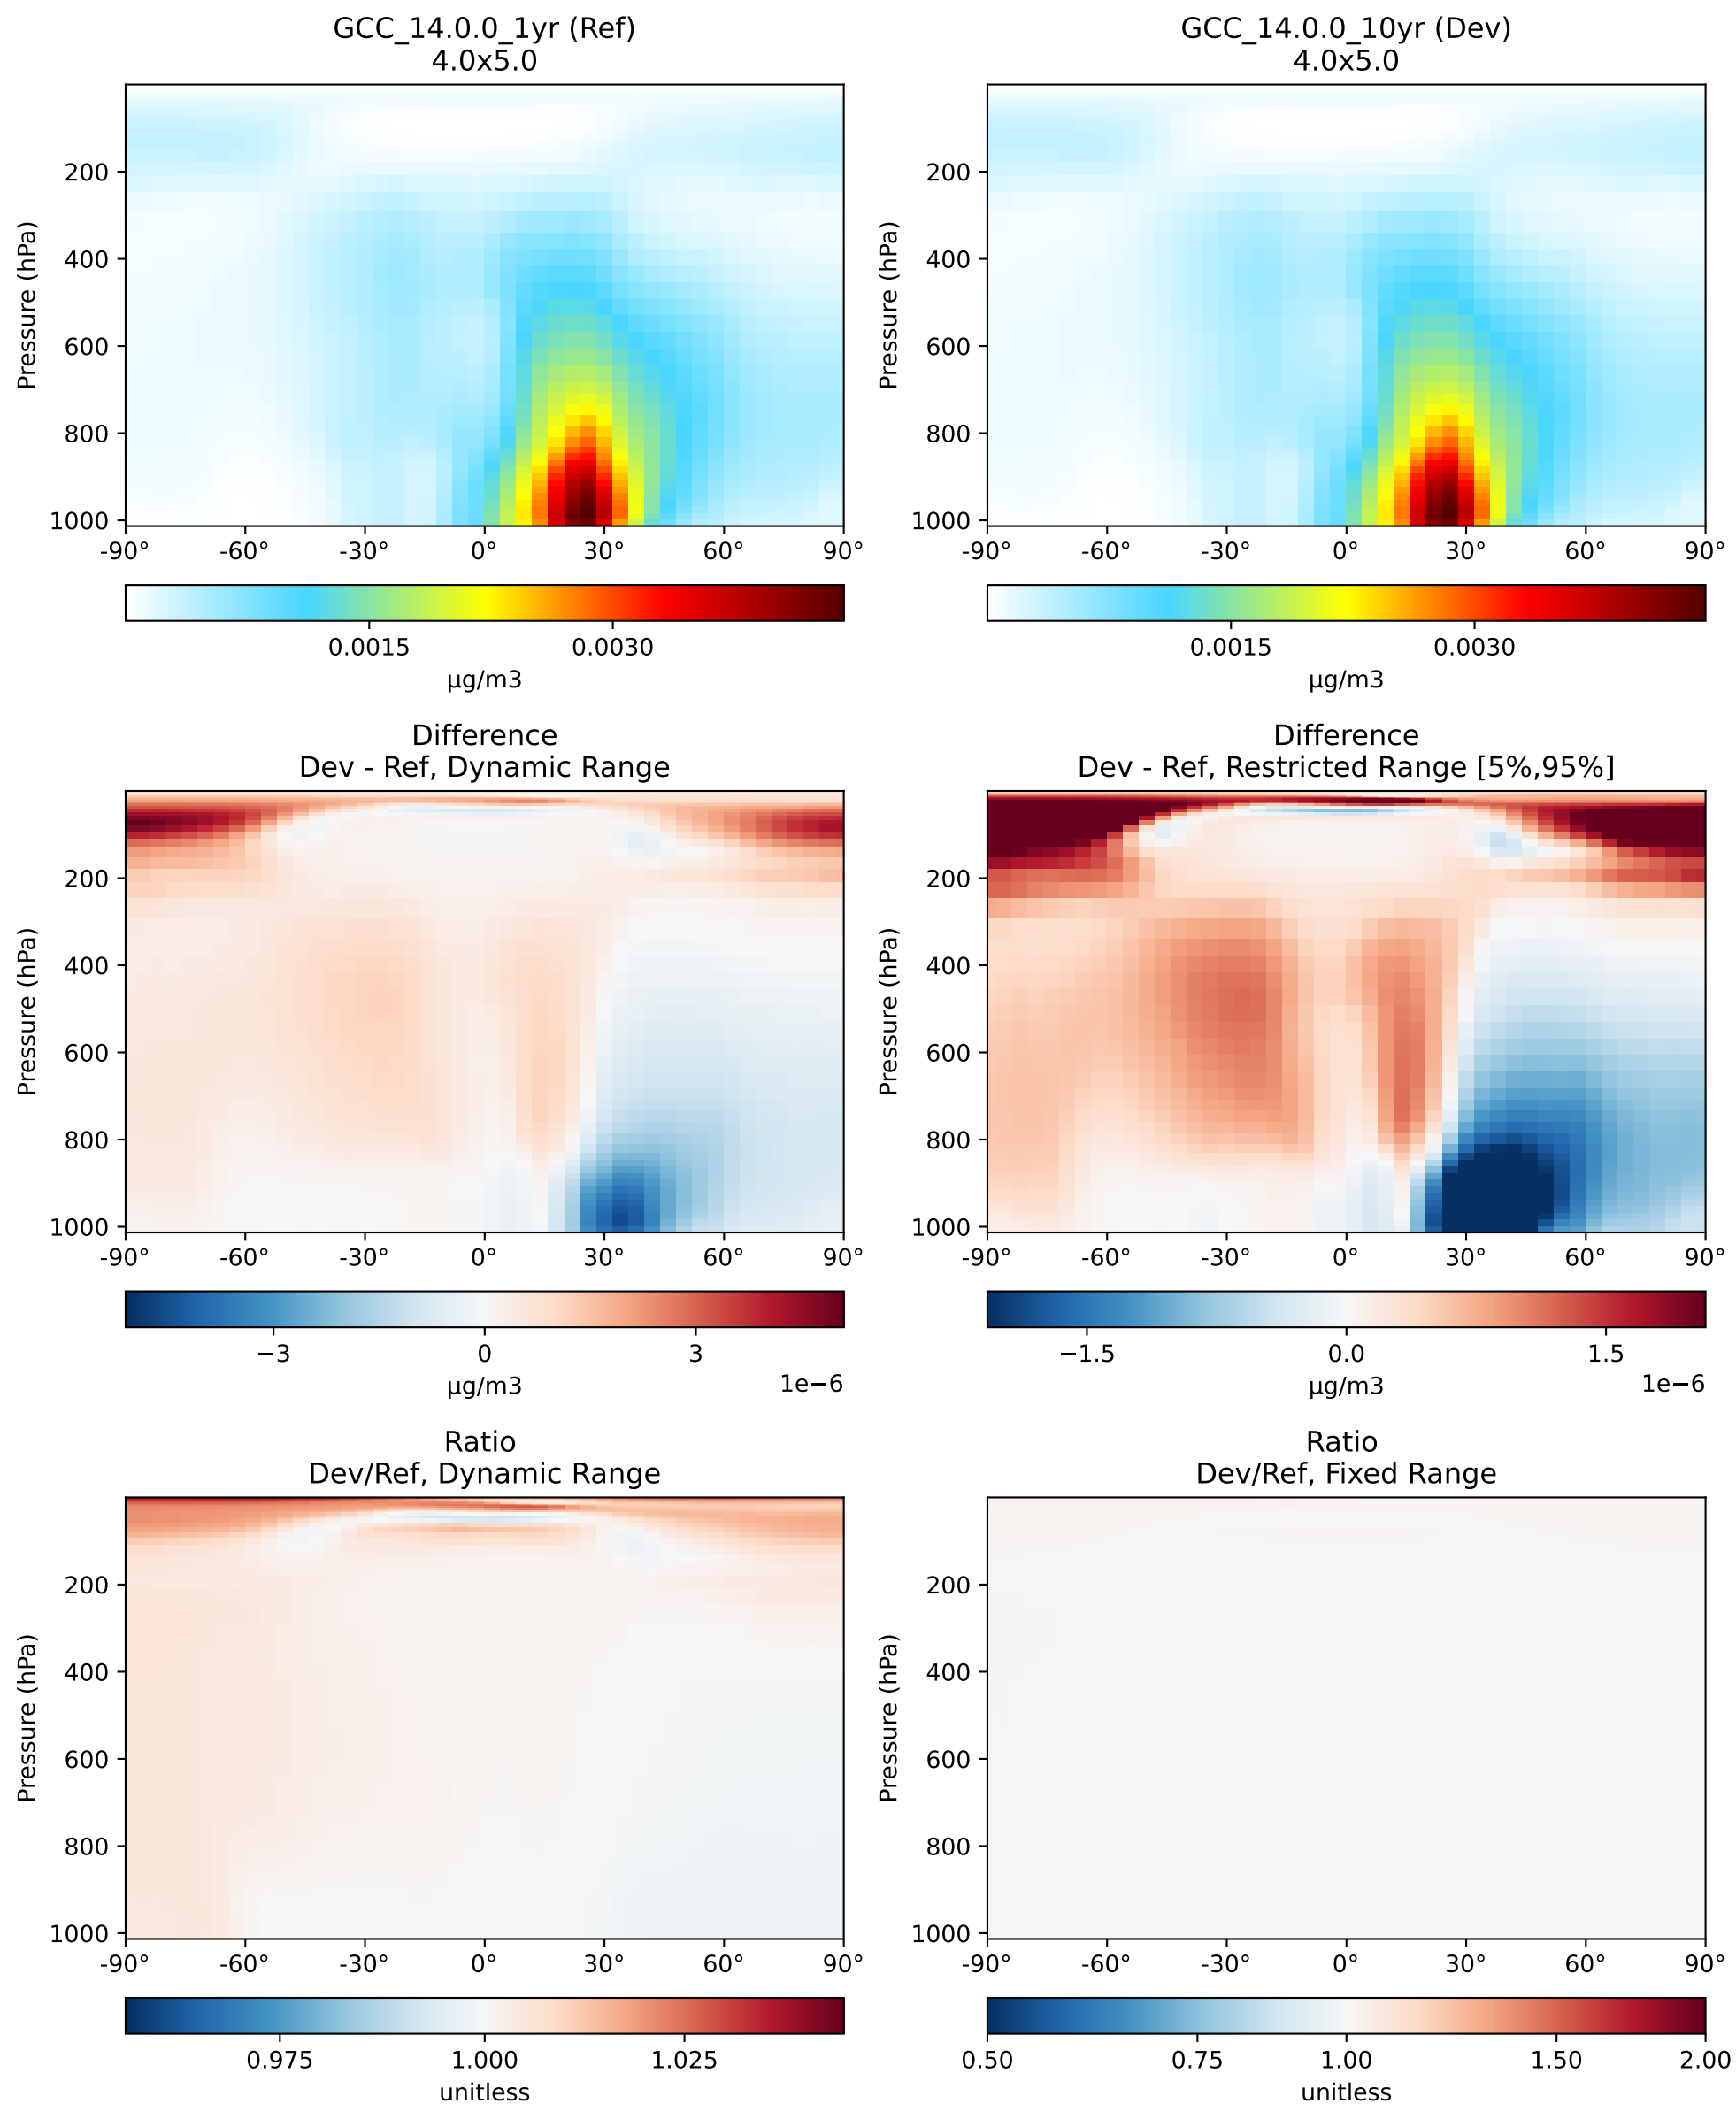 GCC_14.0.0_1yr (Ref)
4.0x5.0
Pressure (hPa)
200
400
600
800
1000
-90° -60° -30° 0° 30° 60° 90°
0.0015 0.0030
µg/m3
GCC_14.0.0_10yr (Dev)
4.0x5.0
Pressure (hPa)
200
400
600
800
1000
-90° -60° -30° 0° 30° 60° 90°
0.0015 0.0030
µg/m3
Difference
Dev - Ref, Dynamic Range
Pressure (hPa)
200
400
600
800
1000
-90° -60° -30° 0° 30° 60° 90°
−3 0 3
1e−6
µg/m3
Difference
Dev - Ref, Restricted Range [5%,95%]
Pressure (hPa)
200
400
600
800
1000
-90° -60° -30° 0° 30° 60° 90°
−1.5 0.0 1.5
1e−6
µg/m3
Ratio
Dev/Ref, Dynamic Range
Pressure (hPa)
200
400
600
800
1000
-90° -60° -30° 0° 30° 60° 90°
0.975 1.000 1.025
unitless
Ratio
Dev/Ref, Fixed Range
Pressure (hPa)
200
400
600
800
1000
-90° -60° -30° 0° 30° 60° 90°
0.50 0.75 1.00 1.50 2.00
unitless